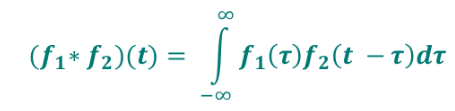 (f₁* f₂)(t) = ∫_{−∞}^{∞} f₁(τ)f₂(t − τ)dτ